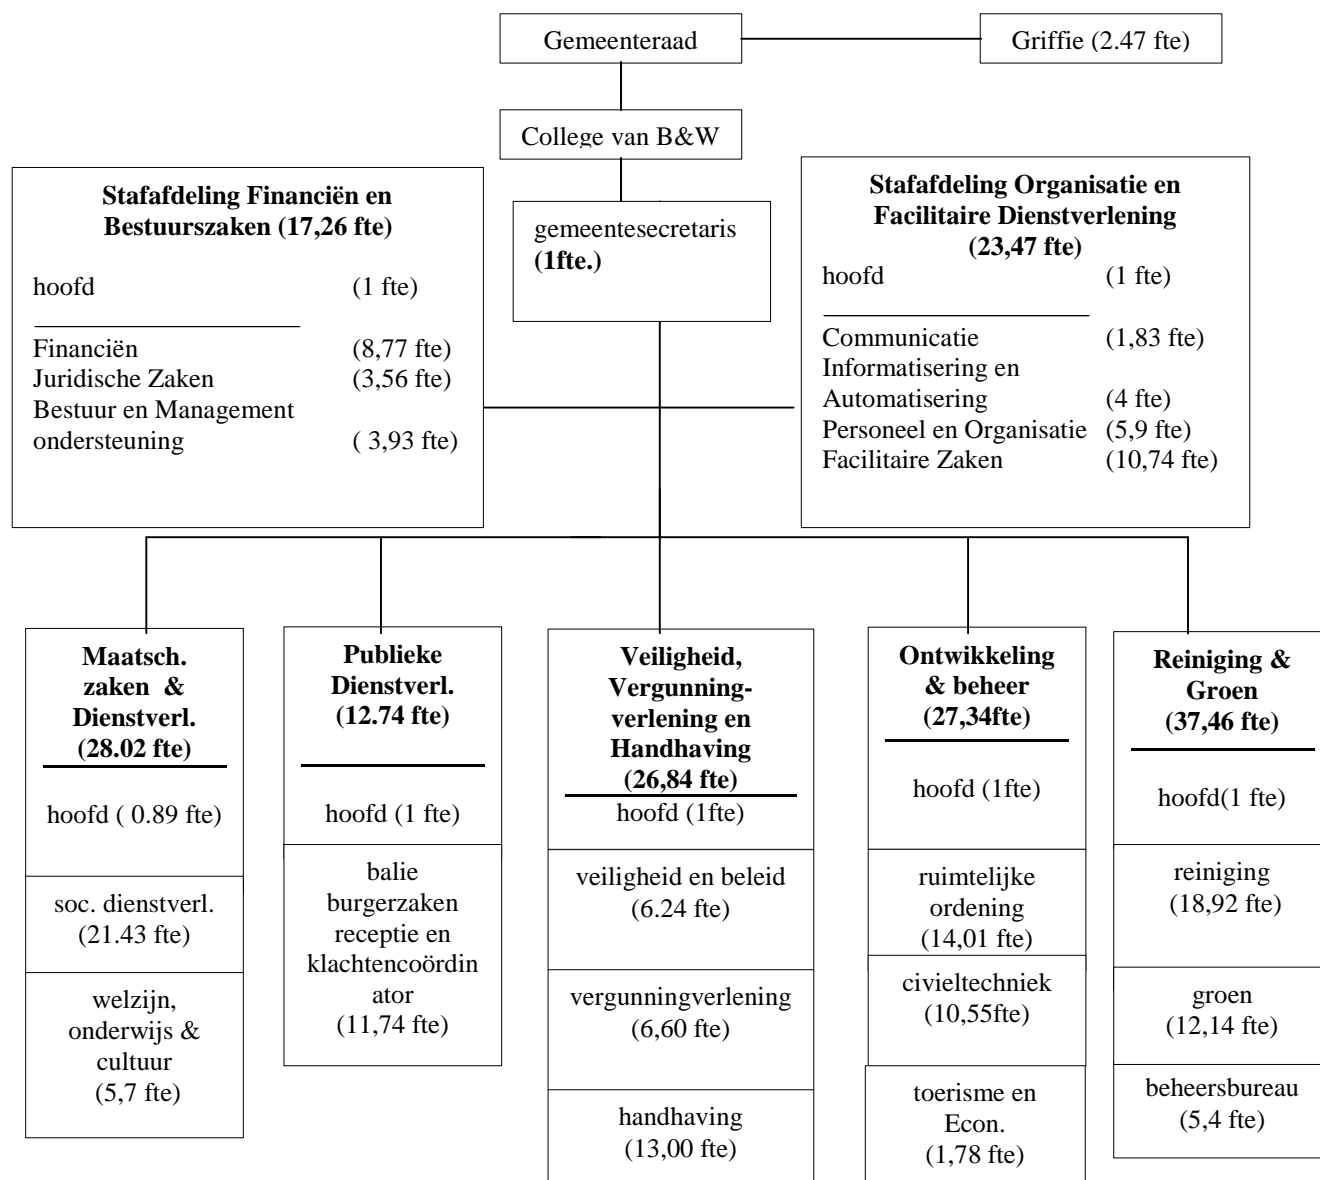 Gemeenteraad
Griffie (2.47 fte)
College van B&W
Stafafdeling Financiën en
Bestuurszaken (17,26 fte)
hoofd (1 fte)
Financiën (8,77 fte)
Juridische Zaken (3,56 fte)
Bestuur en Management
ondersteuning ( 3,93 fte)
gemeentesecretaris
(1fte.)
Stafafdeling Organisatie en
Facilitaire Dienstverlening
(23,47 fte)
hoofd (1 fte)
Communicatie (1,83 fte)
Informatisering en
Automatisering (4 fte)
Personeel en Organisatie (5,9 fte)
Facilitaire Zaken (10,74 fte)
Maatsch.
zaken & 
Dienstverl.
(28.02 fte)
hoofd ( 0.89 fte)
soc. dienstverl.
(21.43 fte)
welzijn,
onderwijs &
cultuur
(5,7 fte)
Publieke
Dienstverl.
(12.74 fte)
hoofd (1 fte)
balie
burgerzaken
receptie en
klachtencoördin
ator
(11,74 fte)
Veiligheid,
Vergunning-
verlening en
Handhaving
(26,84 fte)
hoofd (1fte)
veiligheid en beleid
(6.24 fte)
vergunningverlening
(6,60 fte)
handhaving
(13,00 fte)
Ontwikkeling
& beheer
(27,34fte)
hoofd (1fte)
ruimtelijke
ordening
(14,01 fte)
civieltechniek
(10,55fte)
toerisme en
Econ.
(1,78 fte)
Reiniging &
Groen
(37,46 fte)
hoofd(1 fte)
reiniging
(18,92 fte)
groen
(12,14 fte)
beheersbureau
(5,4 fte)